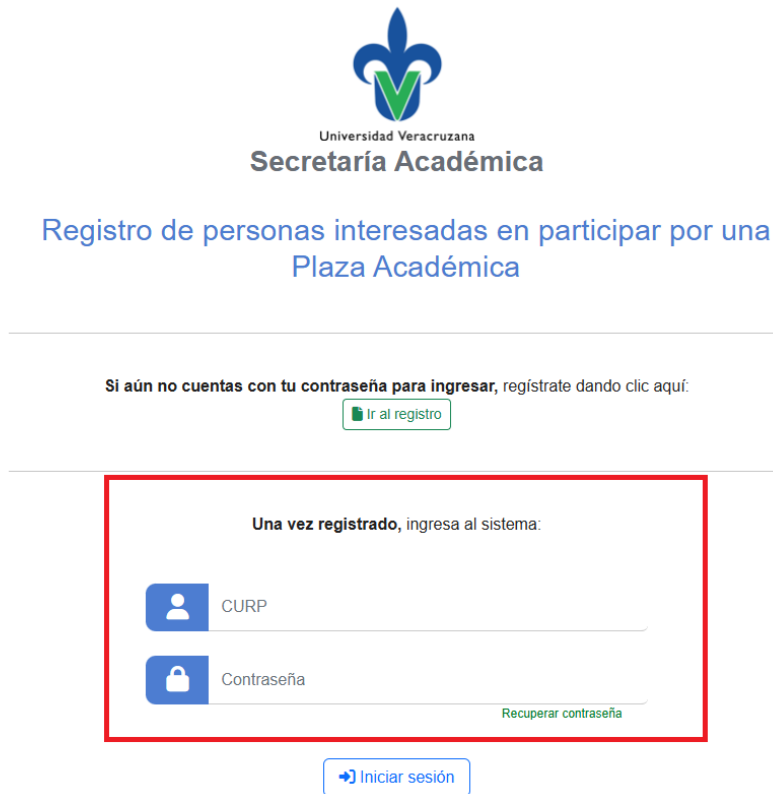 Universidad Veracruzana
Secretaría Académica
Registro de personas interesadas en participar por una
Plaza Académica
Si aún no cuentas con tu contraseña para ingresar, regístrate dando clic aquí:
Ir al registro
Una vez registrado, ingresa al sistema:
CURP
Contraseña
Recuperar contraseña
Iniciar sesión